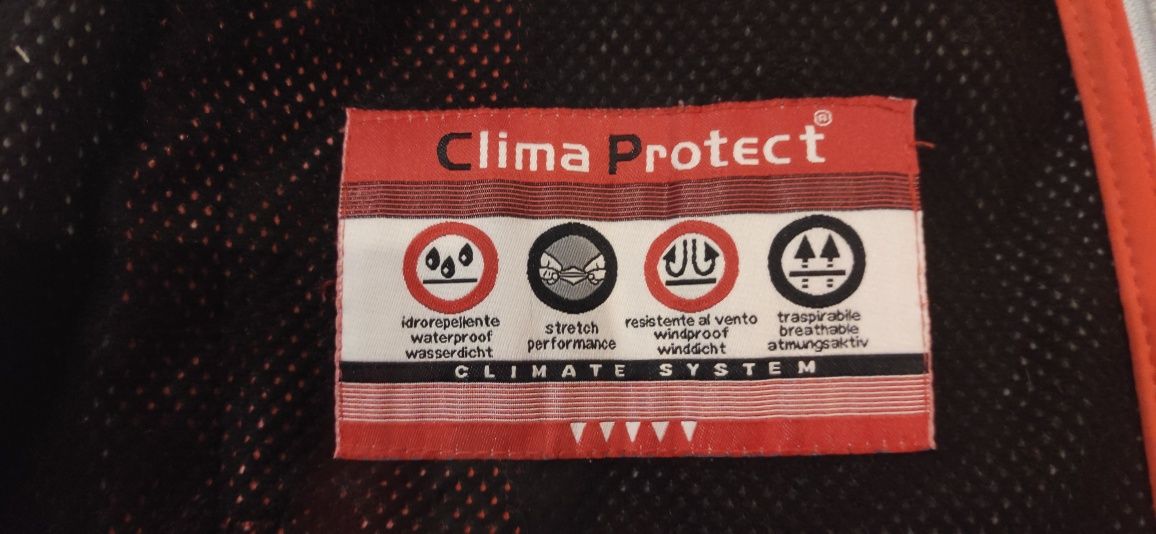 Clima Protect®
idrorepellente
waterproof
wasserdicht
stretch
performance
resistente al vento
windproof
winddicht
traspirabile
breathable
atmungsaktiv
CLIMATE SYSTEM